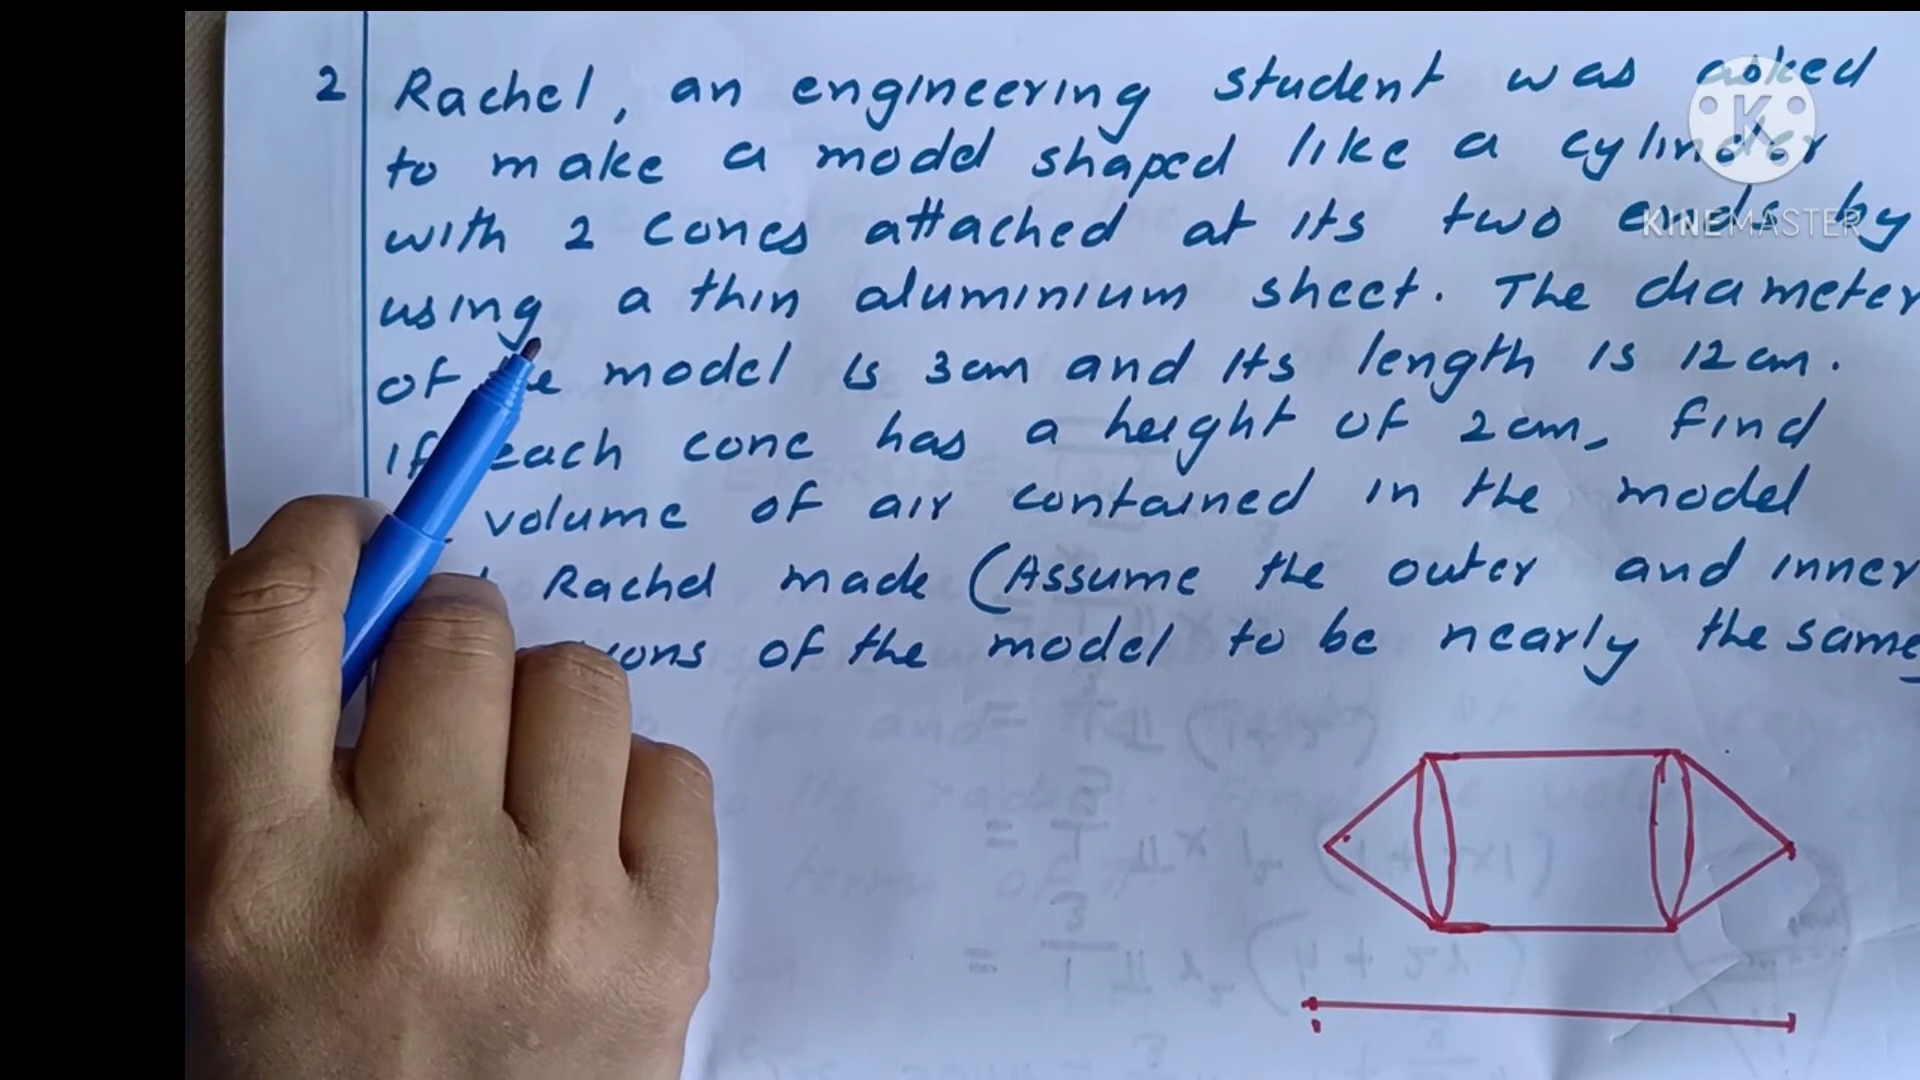 2 Rachel, an engineering student was asked
to make a model shaped like a cylinder
with 2 cones attached at its two ends by
using a thin aluminium sheet. The diameter
of model is 3cm and its length is 12cm.
If each cone has a height of 2cm, find
volume of air contained in the model
Rachel made (Assume the outer and inner
of the model to be nearly the same
K
KINEMASTER